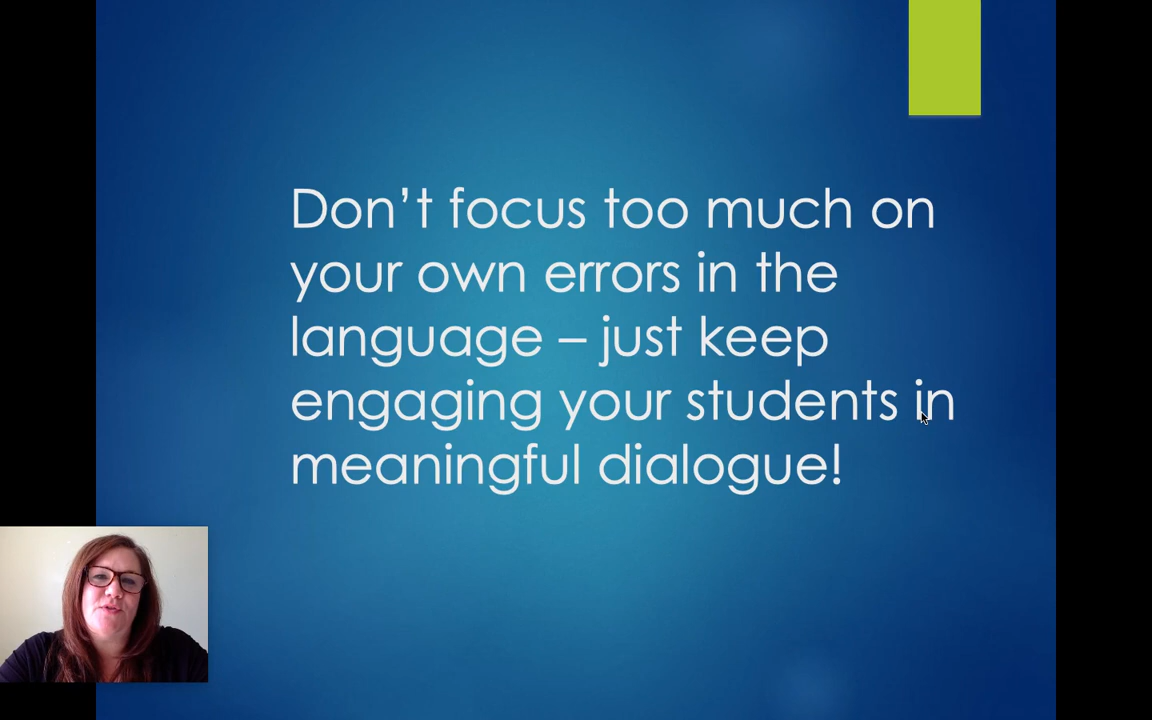 Don’t focus too much on
your own errors in the
language – just keep
engaging your students in
meaningful dialogue!